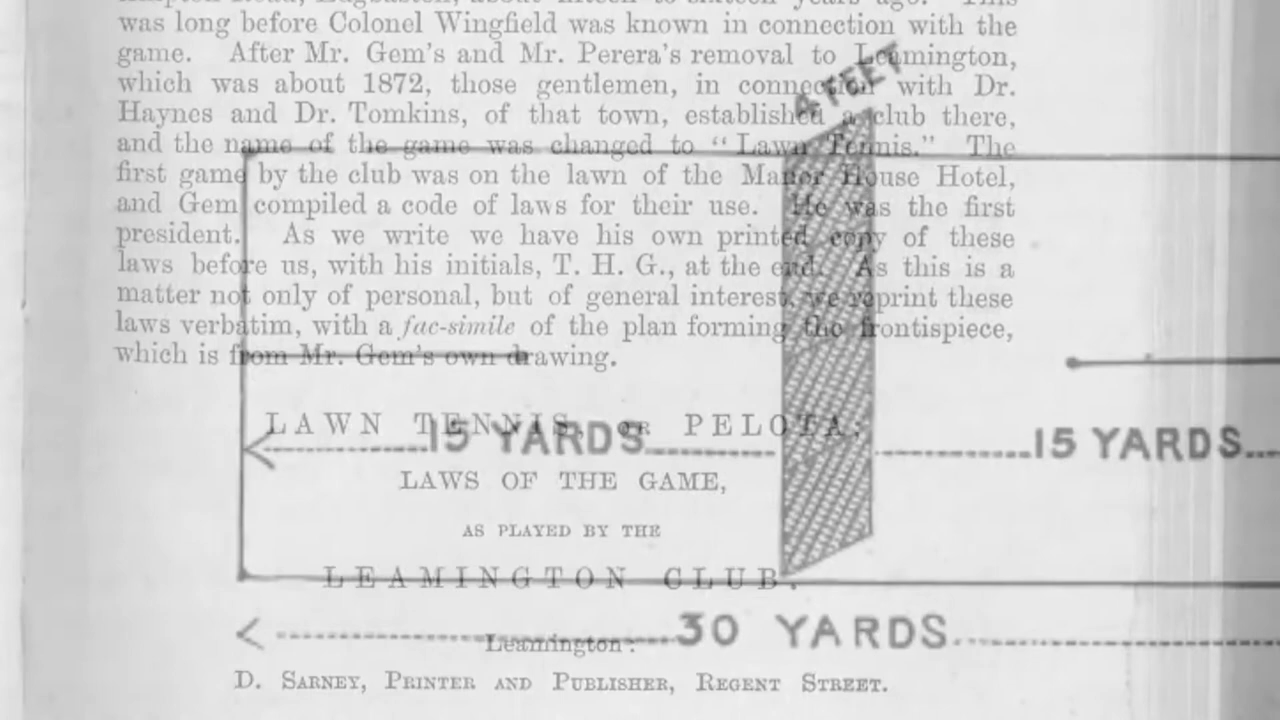 was long before Colonel Wingfield was known in connection with the
game. After Mr. Gem's and Mr. Perera's removal to Leamington,
which was about 1872, those gentlemen, in connection with Dr.
4 FEET
Haynes and Dr. Tomkins, of that town, established a club there,
and the name of the game was changed to “ Lawn Tennis.” The
first game by the club was on the lawn of the Manor House Hotel,
and Gem compiled a code of laws for their use. He was the first
president. As we write we have his own printed copy of these
laws before us, with his initials, T. H. G., at the end. As this is a
matter not only of personal, but of general interest, we reprint these
laws verbatim, with a fac-simile of the plan forming the frontispiece,
which is from Mr. Gem's own drawing.
LAWN TENNIS, OR PELOTA;
15 YARDS
15 YARDS
LAWS OF THE GAME,
AS PLAYED BY THE
LEAMINGTON CLUB.
30 YARDS
Leamington:
D. SARNEY, PRINTER AND PUBLISHER, REGENT STREET.